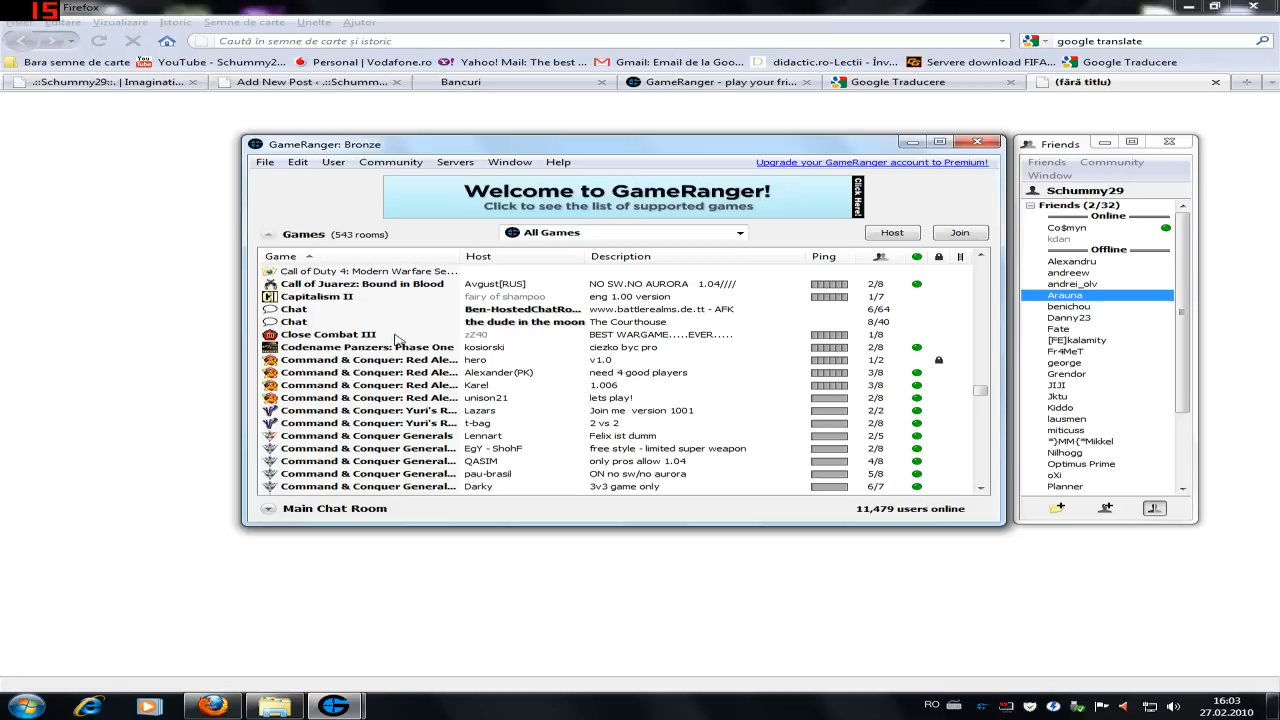 15
Firefox
Fișier Editare Vizualizare Istoric Semne de carte Unelte Ajutor
Caută în semne de carte și istoric
google translate
Bara semne de carte YouTube - Schummy2... Personal | Vodafone.ro Yahoo! Mail: The best ... Gmail: Email de la Goo... didactic.ro-Lectii - Înv... Servere download FIFA... Google Traducere
.::Schummy29::. | Imaginati... Add New Post ‹ .::Schumm... Bancuri GameRanger - play your fri... Google Traducere (fără titlu)
GameRanger: Bronze
File Edit User Community Servers Window Help Upgrade your GameRanger account to Premium!
Welcome to GameRanger!
Click to see the list of supported games
Click Here!
Games (543 rooms) All Games Host Join
Game Host Description Ping
Call of Duty 4: Modern Warfare Se...
Call of Juarez: Bound in Blood Avgust[RUS] NO SW.NO AURORA 1.04//// 2/8
Capitalism II fairy of shampoo eng 1.00 version 1/7
Chat Ben-HostedChatRo... www.battlerealms.de.tt - AFK 6/64
Chat the dude in the moon The Courthouse 8/40
Close Combat III zZ40 BEST WARGAME.....EVER..... 1/8
Codename Panzers: Phase One kosiorski ciezko byc pro 2/8
Command & Conquer: Red Ale... hero v1.0 1/2
Command & Conquer: Red Ale... Alexander(PK) need 4 good players 3/8
Command & Conquer: Red Ale... Karel 1.006 3/8
Command & Conquer: Red Ale... unison21 lets play! 2/8
Command & Conquer: Yuri's R... Lazars Join me version 1001 2/2
Command & Conquer: Yuri's R... t-bag 2 vs 2 2/8
Command & Conquer Generals Lennart Felix ist dumm 2/5
Command & Conquer General... EgY - ShohF free style - limited super weapon 2/8
Command & Conquer General... QASIM only pros allow 1.04 4/8
Command & Conquer General... pau-brasil ON no sw/no aurora 5/8
Command & Conquer General... Darky 3v3 game only 6/7
Main Chat Room 11,479 users online
Friends
Friends Community
Window
Schummy29
Friends (2/32)
Online
Co$myn
kdan
Offline
Alexandru
andreew
andrei_olv
Arauna
benichou
Danny23
Fate
[FE]kalamity
Fr4MeT
george
Grendor
JIJI
Jktu
Kiddo
lausmen
miticuss
*}MM{*Mikkel
Nilhogg
Optimus Prime
oXi
Planner
RO
16:03
27.02.2010